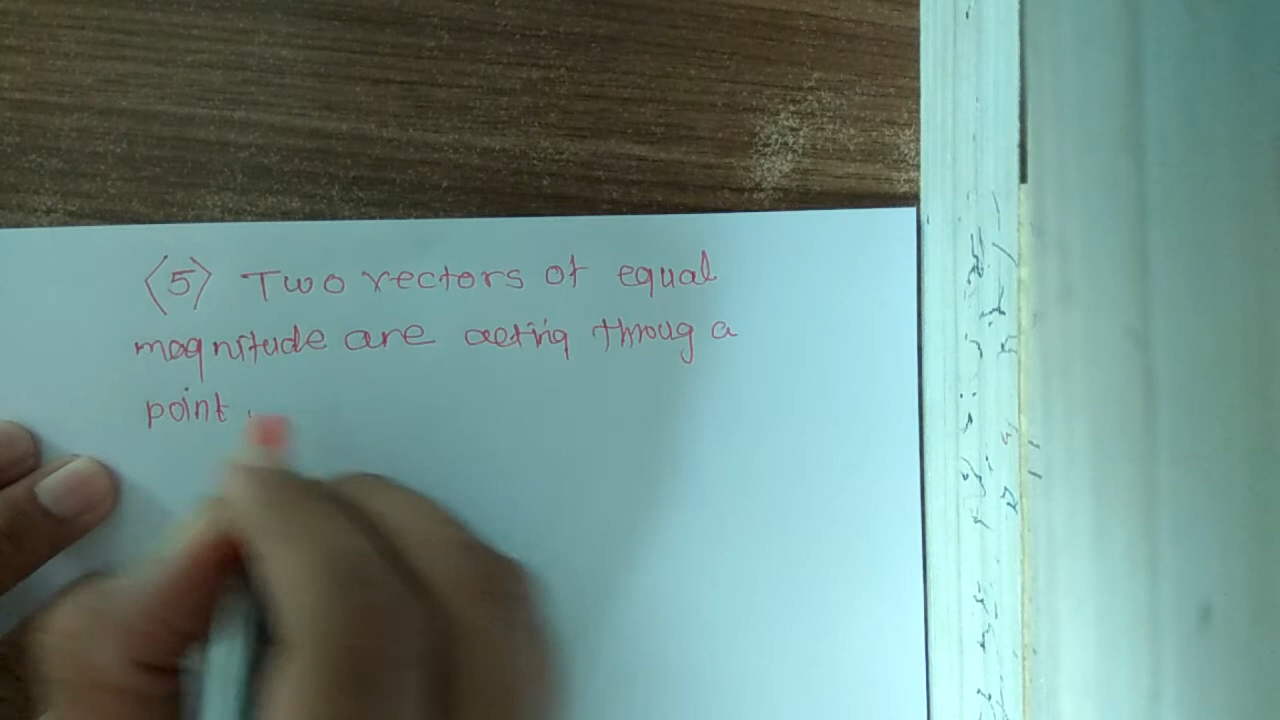 <5> Two vectors of equal
magnitude are acting throug a
point